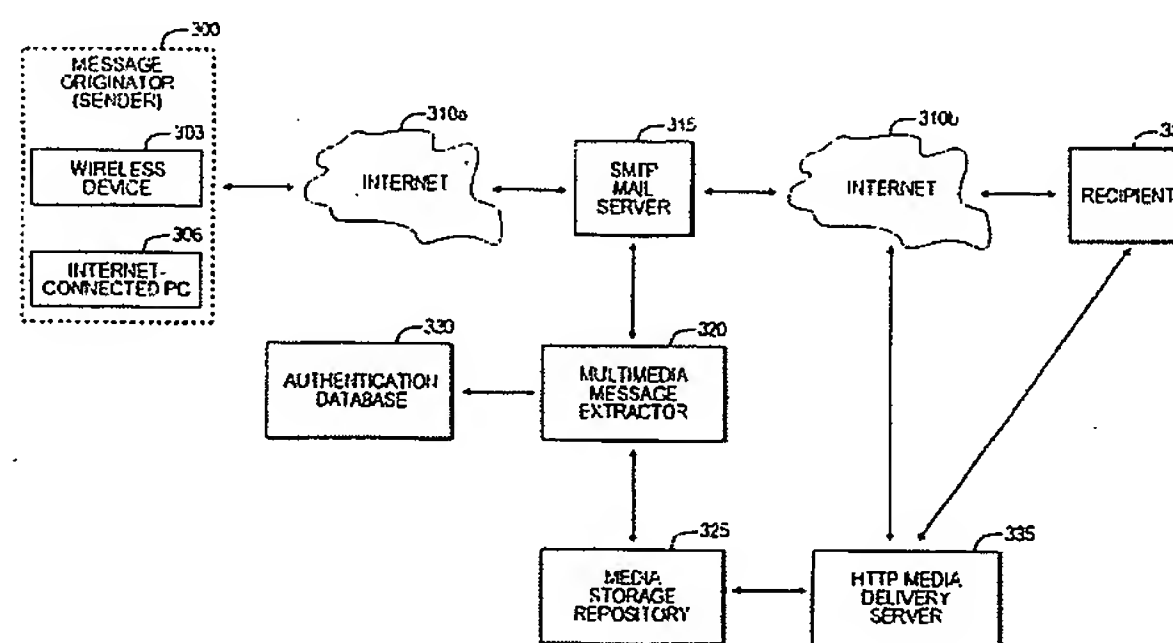 300
MESSAGE
ORIGINATOR
(SENDER)
303
WIRELESS
DEVICE
306
INTERNET-
CONNECTED PC
310a
INTERNET
315
SMTP
MAIL
SERVER
310b
INTERNET
RECIPIENT
330
AUTHENTICATION
DATABASE
320
MULTIMEDIA
MESSAGE
EXTRACTOR
325
MEDIA
STORAGE
REPOSITORY
335
HTTP MEDIA
DELIVERY
SERVER